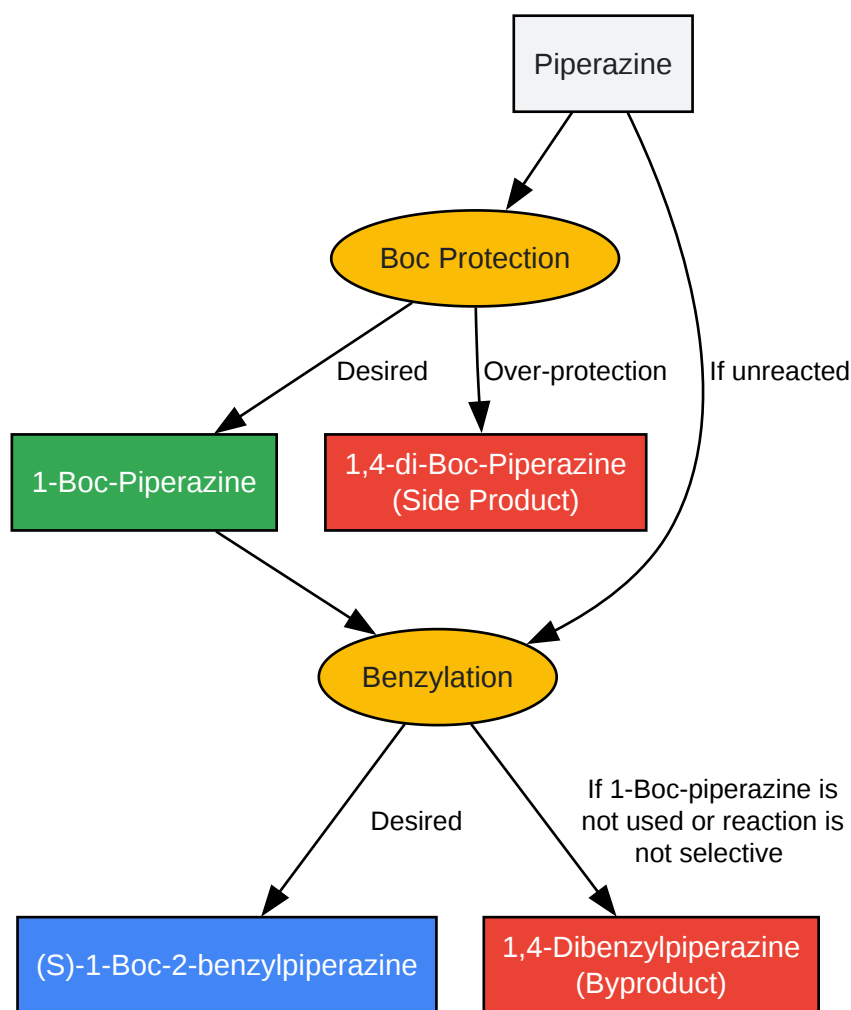 Piperazine
Boc Protection
Desired
Over-protection
If unreacted
1-Boc-Piperazine
1,4-di-Boc-Piperazine
(Side Product)
Benzylation
Desired
If 1-Boc-piperazine is
not used or reaction is
not selective
(S)-1-Boc-2-benzylpiperazine
1,4-Dibenzylpiperazine
(Byproduct)